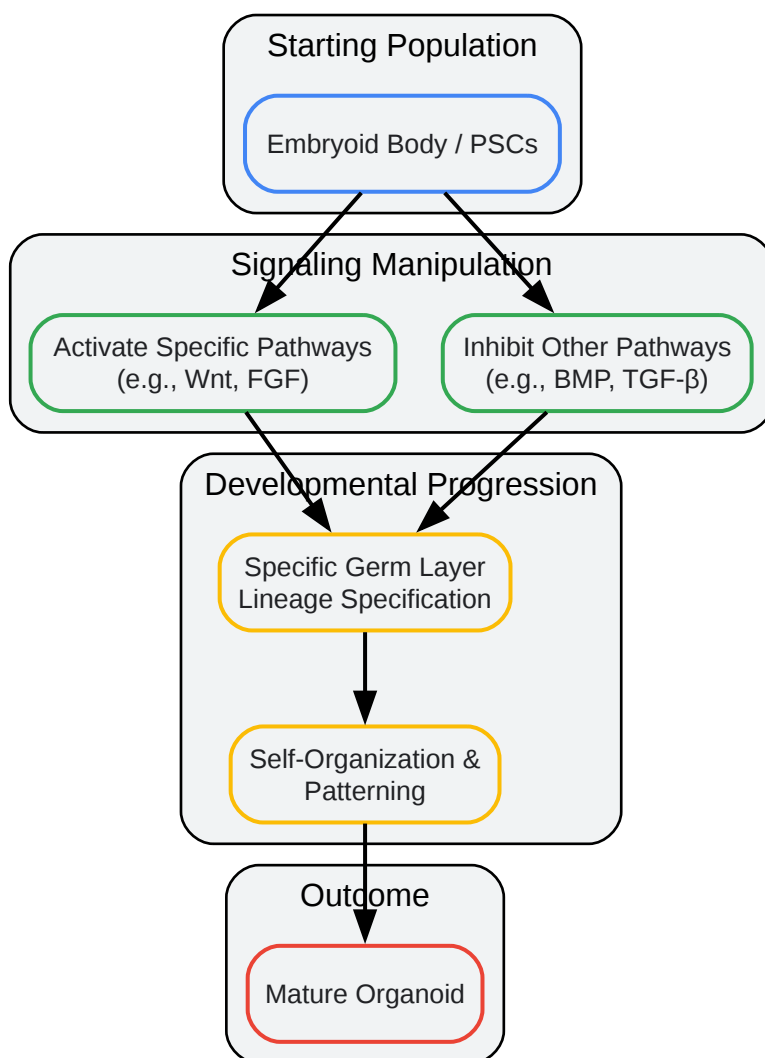 Starting Population
Embryoid Body / PSCs
Signaling Manipulation
Activate Specific Pathways
(e.g., Wnt, FGF)
Inhibit Other Pathways
(e.g., BMP, TGF-β)
Developmental Progression
Specific Germ Layer
Lineage Specification
Self-Organization &
Patterning
Outcome
Mature Organoid